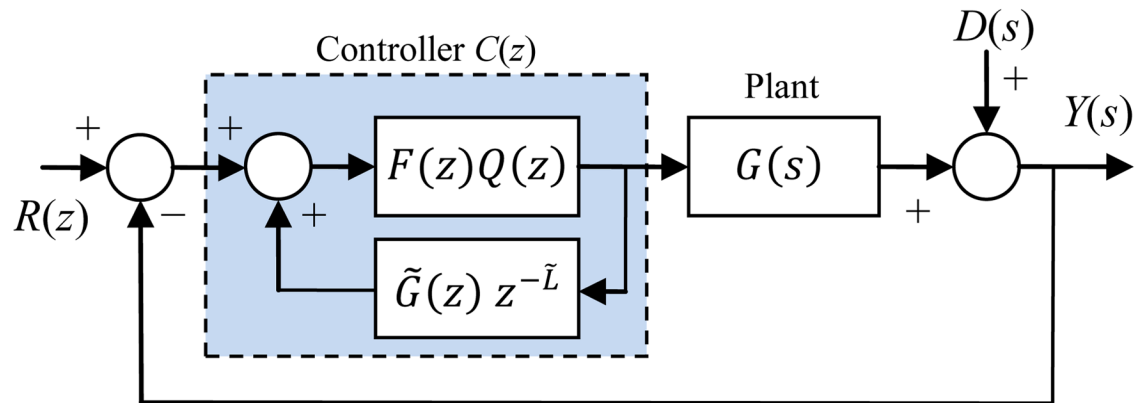 Controller C(z)
D(s)
+
Plant
Y(s)
+
+
F(z)Q(z)
G(s)
R(z)
−
+
+
G̃(z) z^{-L̃}